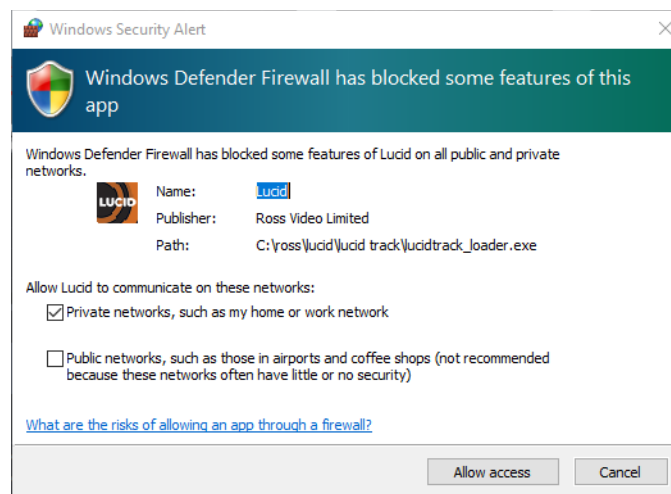 Windows Security Alert
Windows Defender Firewall has blocked some features of this
app
Windows Defender Firewall has blocked some features of Lucid on all public and private
networks.
LUCID
Name: Lucid
Publisher: Ross Video Limited
Path: C:\ross\lucid\lucid track\lucidtrack_loader.exe
Allow Lucid to communicate on these networks:
Private networks, such as my home or work network
Public networks, such as those in airports and coffee shops (not recommended
because these networks often have little or no security)
What are the risks of allowing an app through a firewall?
Allow access Cancel